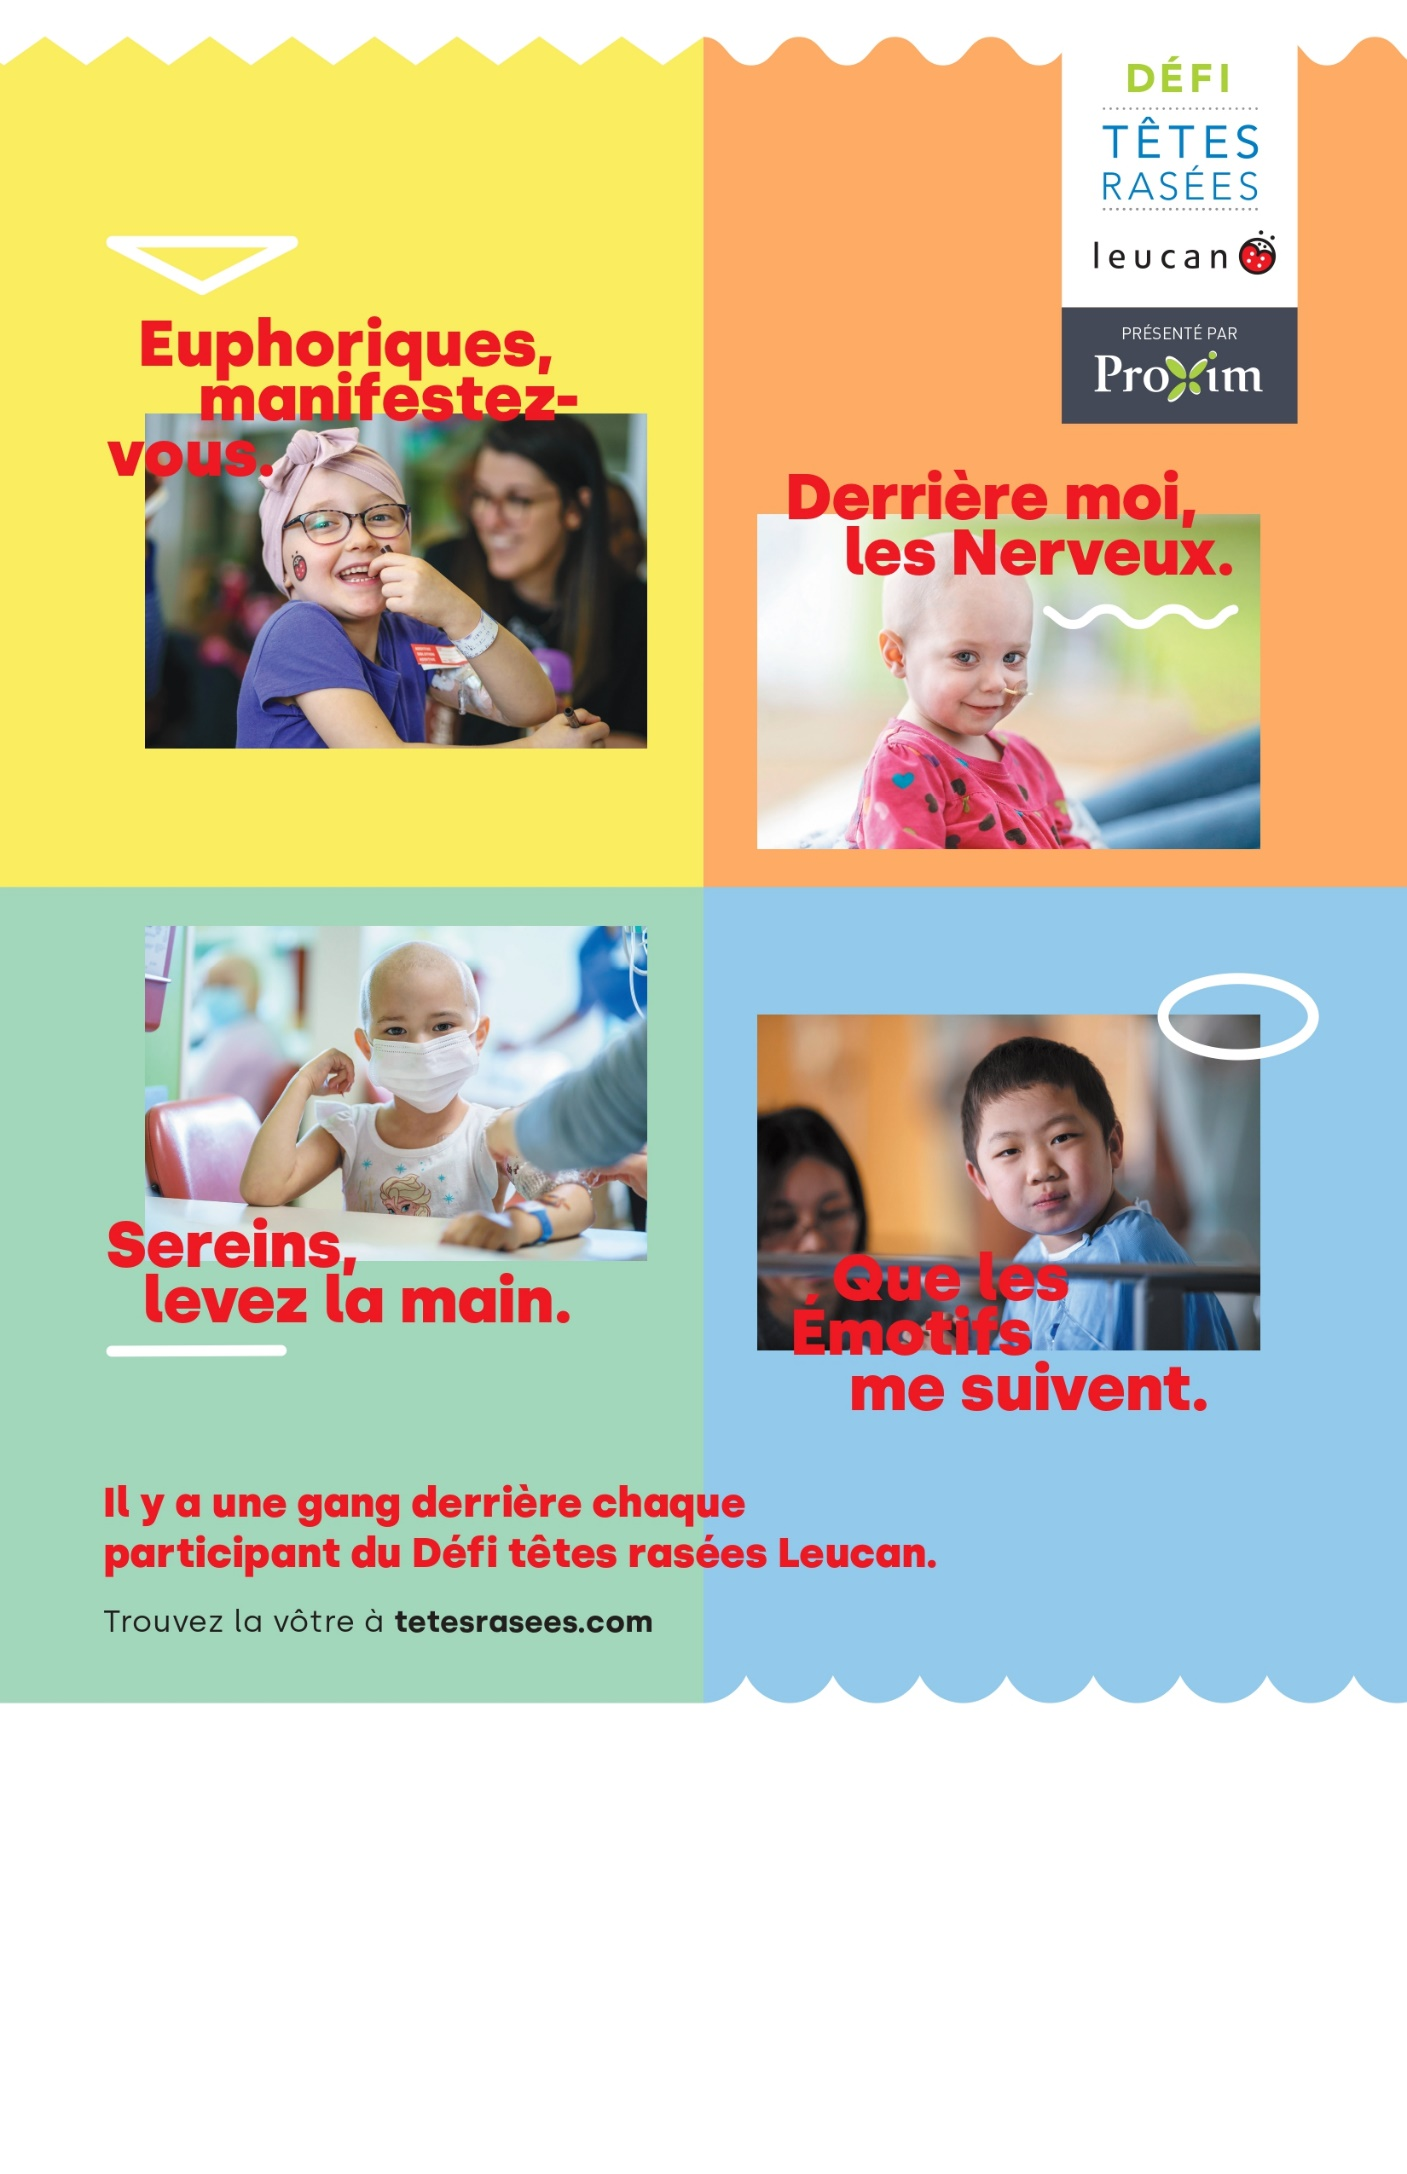 DÉFI
TÊTES
RASÉES
leucan
PRÉSENTÉ PAR
Proxim
Euphoriques,
manifestez-
vous.
Derrière moi,
les Nerveux.
Sereins,
levez la main.
Que les
Émotifs
me suivent.
Il y a une gang derrière chaque
participant du Défi têtes rasées Leucan.
Trouvez la vôtre à tetesrasees.com